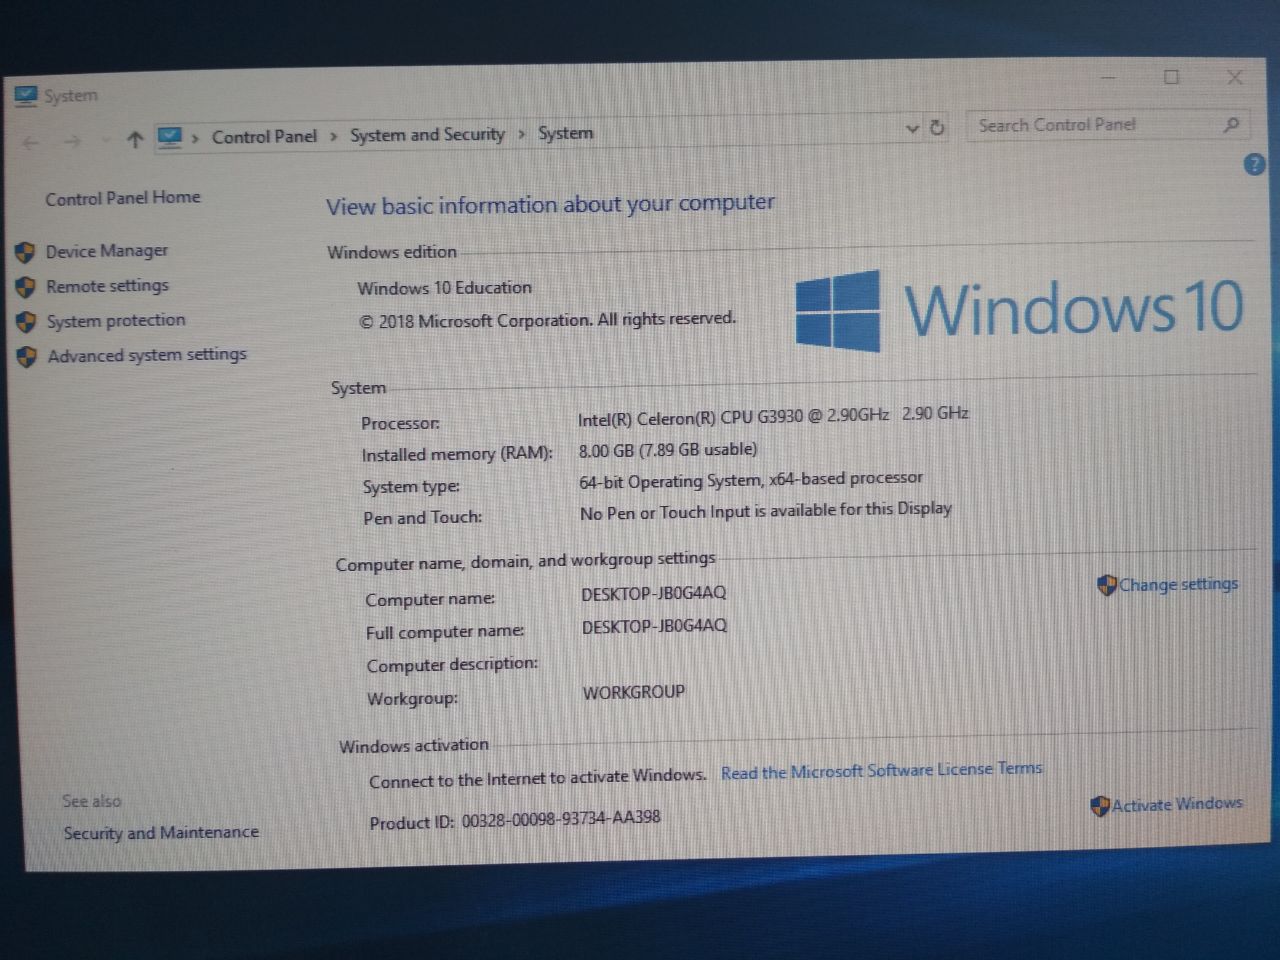 System
Control Panel › System and Security › System
Search Control Panel
?
Control Panel Home
Device Manager
Remote settings
System protection
Advanced system settings
View basic information about your computer
Windows edition
Windows 10 Education
© 2018 Microsoft Corporation. All rights reserved.
Windows 10
System
Processor: Intel(R) Celeron(R) CPU G3930 @ 2.90GHz 2.90 GHz
Installed memory (RAM): 8.00 GB (7.89 GB usable)
System type: 64-bit Operating System, x64-based processor
Pen and Touch: No Pen or Touch Input is available for this Display
Computer name, domain, and workgroup settings
Computer name: DESKTOP-JB0G4AQ
Change settings
Full computer name: DESKTOP-JB0G4AQ
Computer description:
Workgroup: WORKGROUP
Windows activation
Connect to the Internet to activate Windows. Read the Microsoft Software License Terms
Product ID: 00328-00098-93734-AA398
Activate Windows
See also
Security and Maintenance